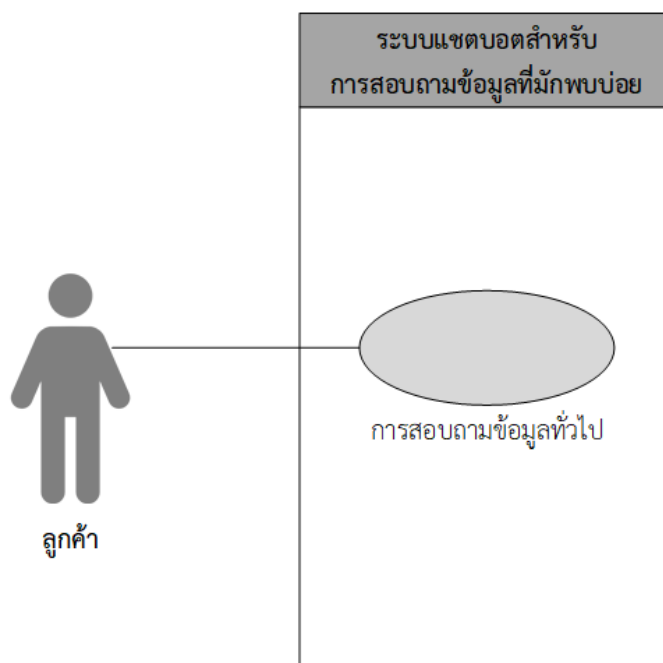 ระบบแชตบอตสำหรับ
การสอบถามข้อมูลที่มักพบบ่อย
การสอบถามข้อมูลทั่วไป
ลูกค้า